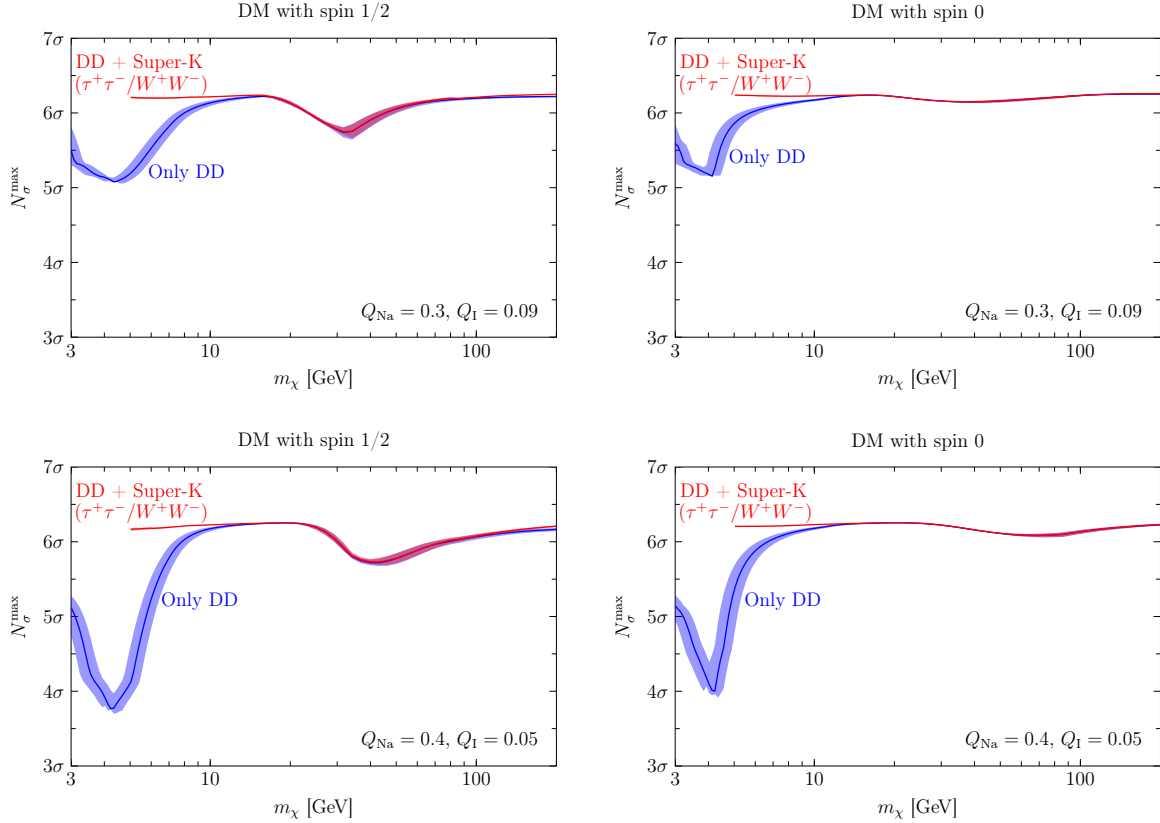 DM with spin 1/2
7σ
6σ
5σ
4σ
3σ
N_σ^max
DD + Super-K
(τ⁺τ⁻/W⁺W⁻)
Only DD
Q_Na = 0.3, Q_I = 0.09
3 10 100
m_χ [GeV]
DM with spin 0
7σ
6σ
5σ
4σ
3σ
N_σ^max
DD + Super-K
(τ⁺τ⁻/W⁺W⁻)
Only DD
Q_Na = 0.3, Q_I = 0.09
3 10 100
m_χ [GeV]
DM with spin 1/2
7σ
6σ
5σ
4σ
3σ
N_σ^max
DD + Super-K
(τ⁺τ⁻/W⁺W⁻)
Only DD
Q_Na = 0.4, Q_I = 0.05
3 10 100
m_χ [GeV]
DM with spin 0
7σ
6σ
5σ
4σ
3σ
N_σ^max
DD + Super-K
(τ⁺τ⁻/W⁺W⁻)
Only DD
Q_Na = 0.4, Q_I = 0.05
3 10 100
m_χ [GeV]